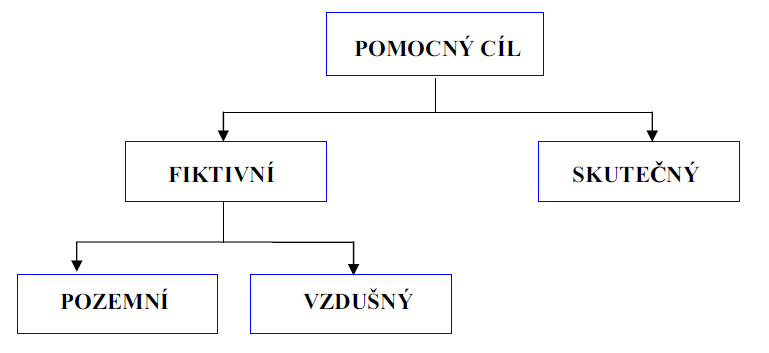 POMOCNÝ CÍL
FIKTIVNÍ
SKUTEČNÝ
POZEMNÍ
VZDUŠNÝ